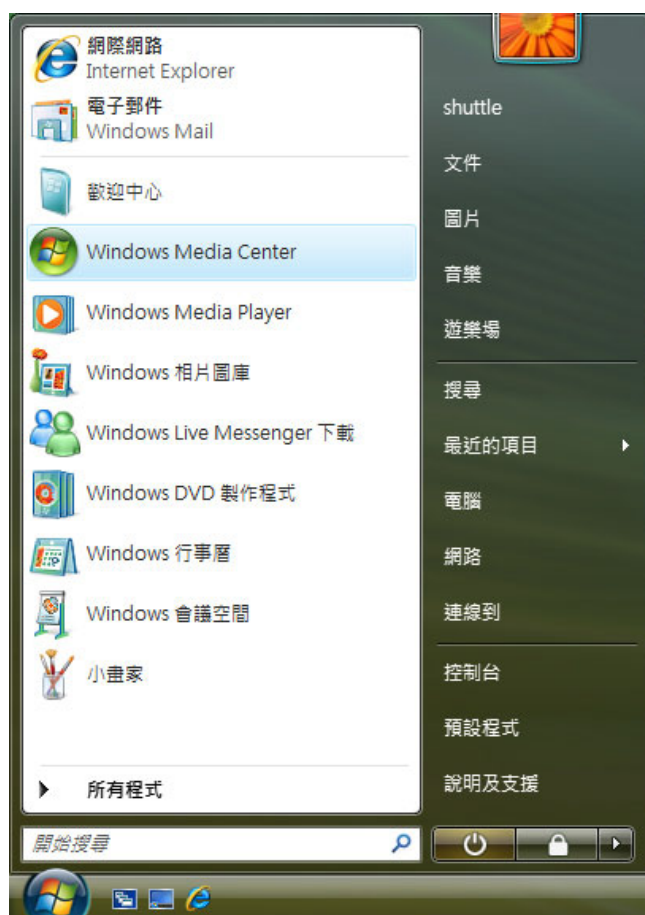 網際網路
Internet Explorer
電子郵件
Windows Mail
歡迎中心
Windows Media Center
Windows Media Player
Windows 相片圖庫
Windows Live Messenger 下載
Windows DVD 製作程式
Windows 行事曆
Windows 會議空間
小畫家
所有程式
開始搜尋
shuttle
文件
圖片
音樂
遊樂場
搜尋
最近的項目
電腦
網路
連線到
控制台
預設程式
說明及支援